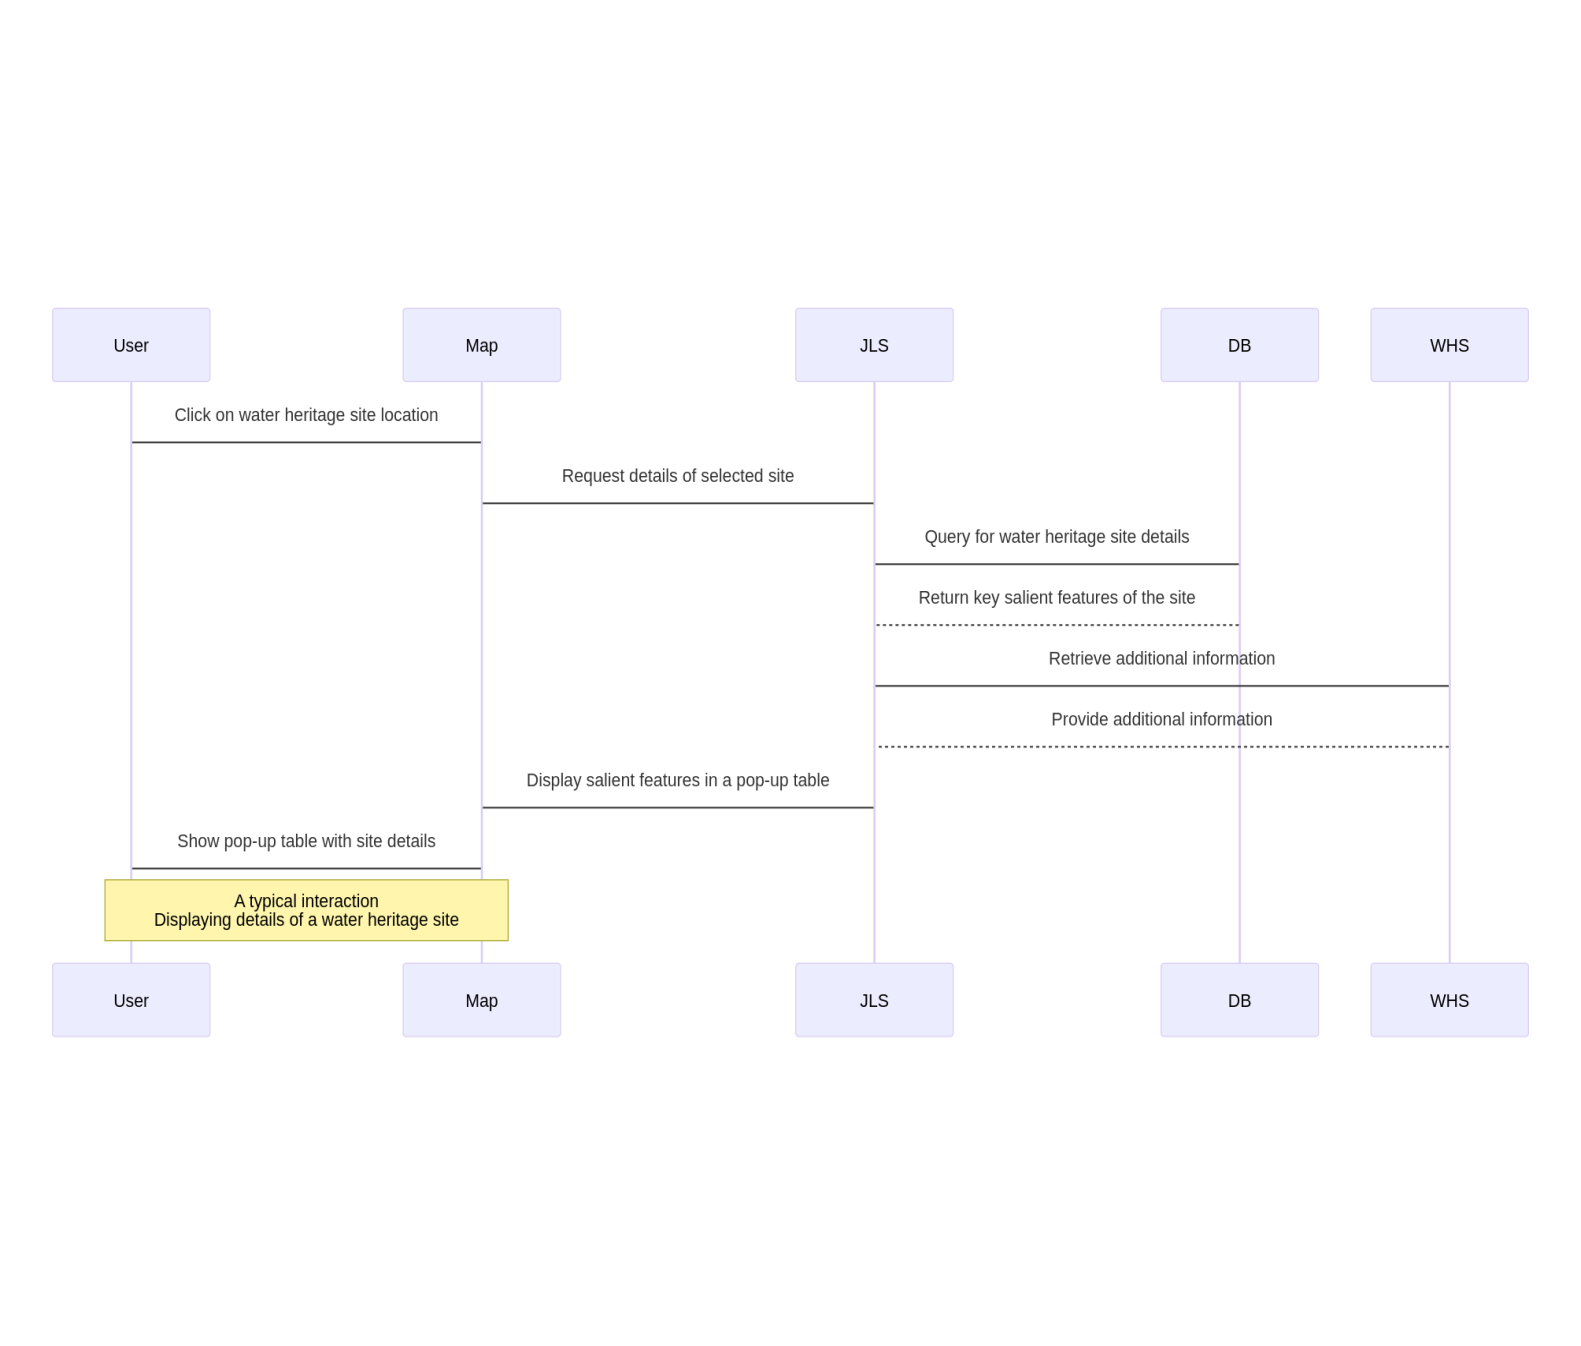 User
Map
JLS
DB
WHS
Click on water heritage site location
Request details of selected site
Query for water heritage site details
Return key salient features of the site
Retrieve additional information
Provide additional information
Display salient features in a pop-up table
Show pop-up table with site details
A typical interaction
Displaying details of a water heritage site
User
Map
JLS
DB
WHS